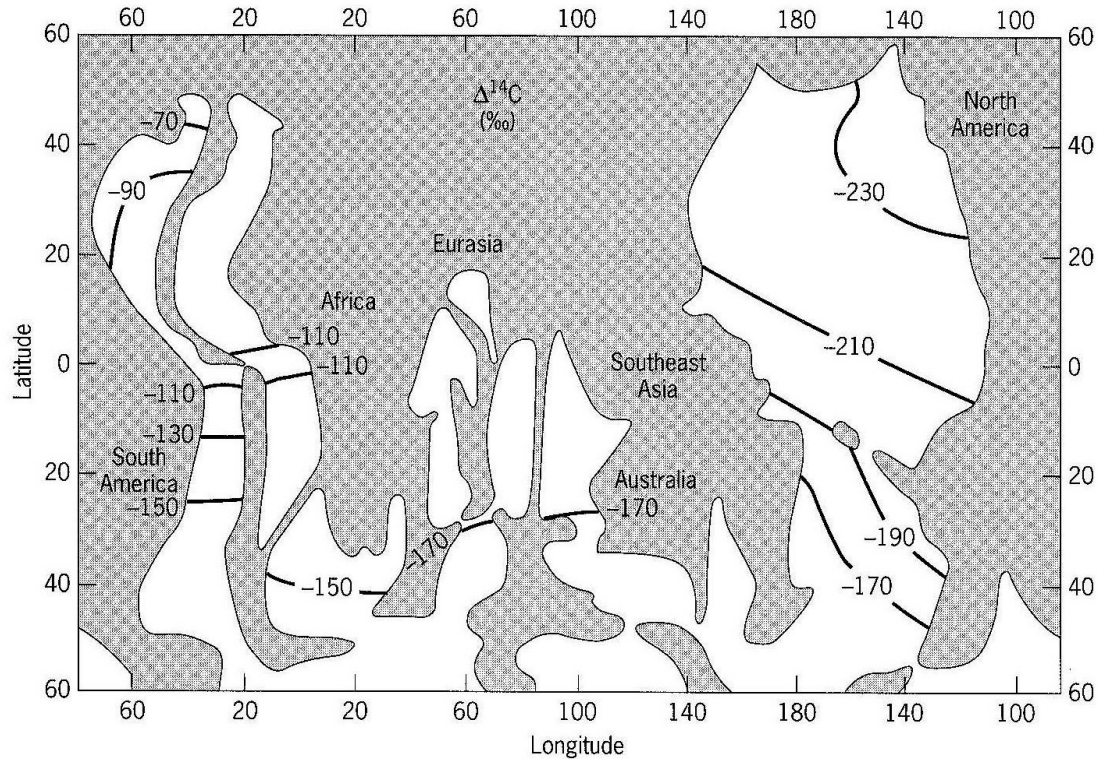 60 20 20 60 100 140 180 140 100
60 60
Δ¹⁴C
(‰)
North
America
–70
40 40
–90
–230
Eurasia
20 20
Africa
–110
–210
0 0
–110
Southeast
Asia
–110
–130
South
America
20 20
Australia
–150
–170
–170
–190
–150
–170
40 40
60 60
60 20 20 60 100 140 180 140 100
Latitude
Longitude